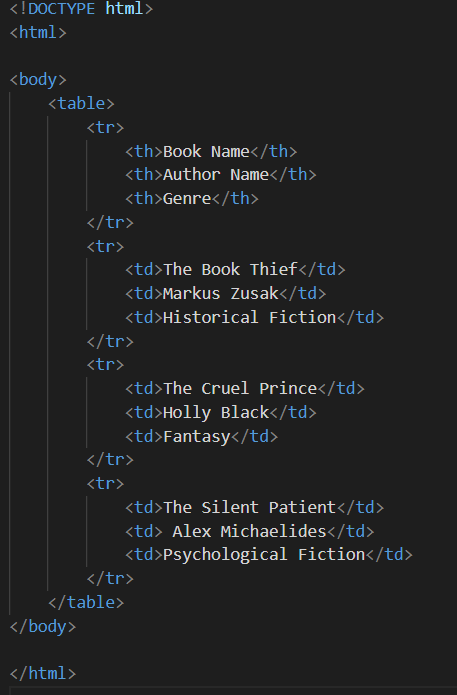 <!DOCTYPE html>
<html>
<body>
<table>
<tr>
<th>Book Name</th>
<th>Author Name</th>
<th>Genre</th>
</tr>
<tr>
<td>The Book Thief</td>
<td>Markus Zusak</td>
<td>Historical Fiction</td>
</tr>
<tr>
<td>The Cruel Prince</td>
<td>Holly Black</td>
<td>Fantasy</td>
</tr>
<tr>
<td>The Silent Patient</td>
<td> Alex Michaelides</td>
<td>Psychological Fiction</td>
</tr>
</table>
</body>
</html>